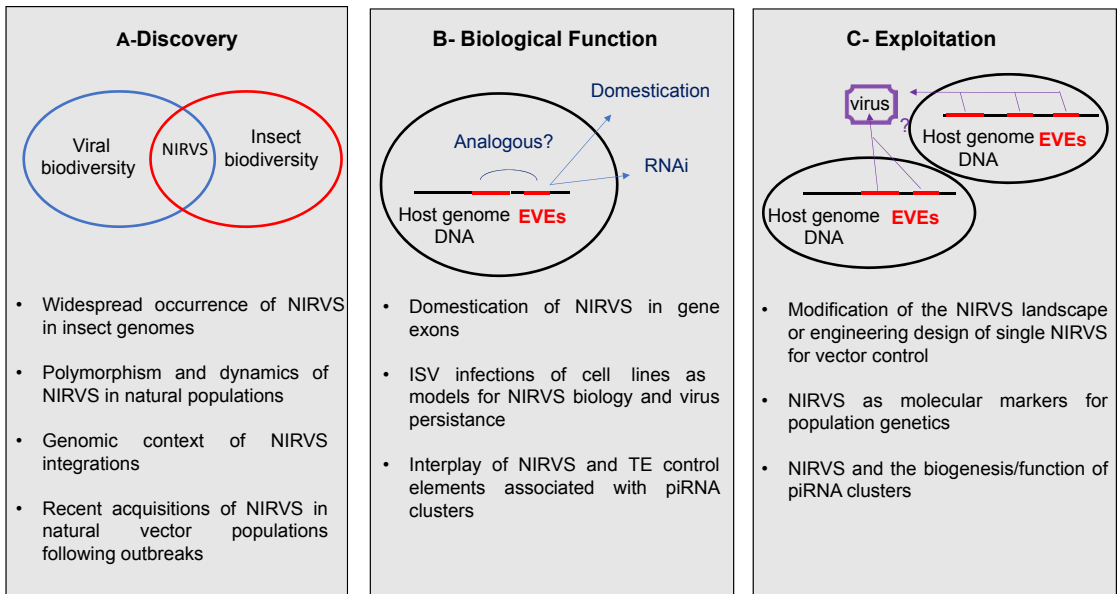 A-Discovery
Viral
biodiversity
NIRVS
Insect
biodiversity
• Widespread occurrence of NIRVS
in insect genomes
• Polymorphism and dynamics of
NIRVS in natural populations
• Genomic context of NIRVS
integrations
• Recent acquisitions of NIRVS in
natural vector populations
following outbreaks
B- Biological Function
Domestication
Analogous?
RNAi
Host genome EVEs
DNA
• Domestication of NIRVS in gene
exons
• ISV infections of cell lines as
models for NIRVS biology and virus
persistance
• Interplay of NIRVS and TE control
elements associated with piRNA
clusters
C- Exploitation
virus
?
Host genome EVEs
DNA
Host genome EVEs
DNA
• Modification of the NIRVS landscape
or engineering design of single NIRVS
for vector control
• NIRVS as molecular markers for
population genetics
• NIRVS and the biogenesis/function of
piRNA clusters